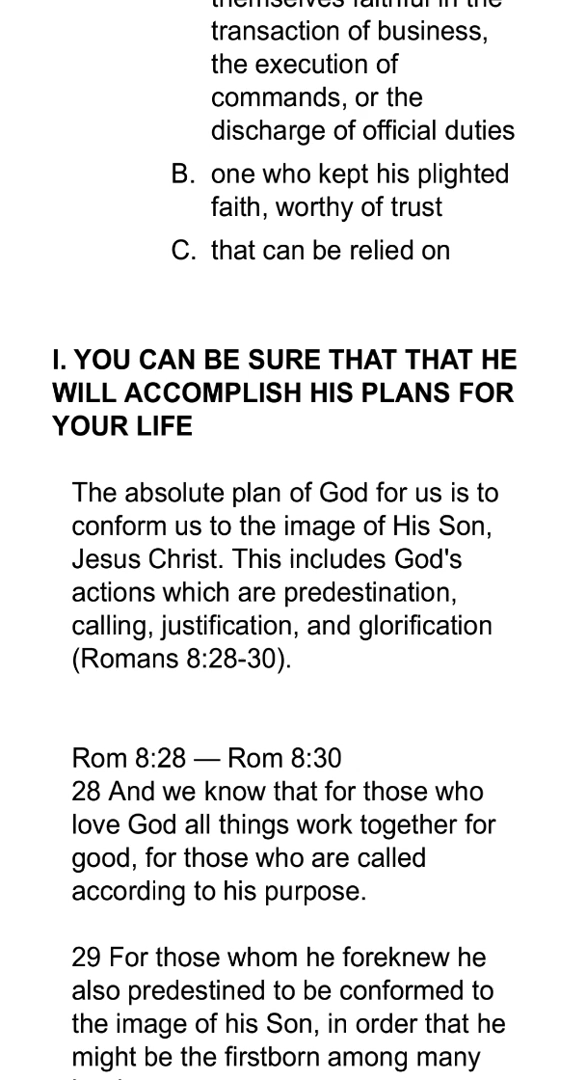 themselves faithful in the
transaction of business,
the execution of
commands, or the
discharge of official duties
B. one who kept his plighted
faith, worthy of trust
C. that can be relied on
I. YOU CAN BE SURE THAT THAT HE
WILL ACCOMPLISH HIS PLANS FOR
YOUR LIFE
The absolute plan of God for us is to
conform us to the image of His Son,
Jesus Christ. This includes God's
actions which are predestination,
calling, justification, and glorification
(Romans 8:28-30).
Rom 8:28 — Rom 8:30
28 And we know that for those who
love God all things work together for
good, for those who are called
according to his purpose.
29 For those whom he foreknew he
also predestined to be conformed to
the image of his Son, in order that he
might be the firstborn among many